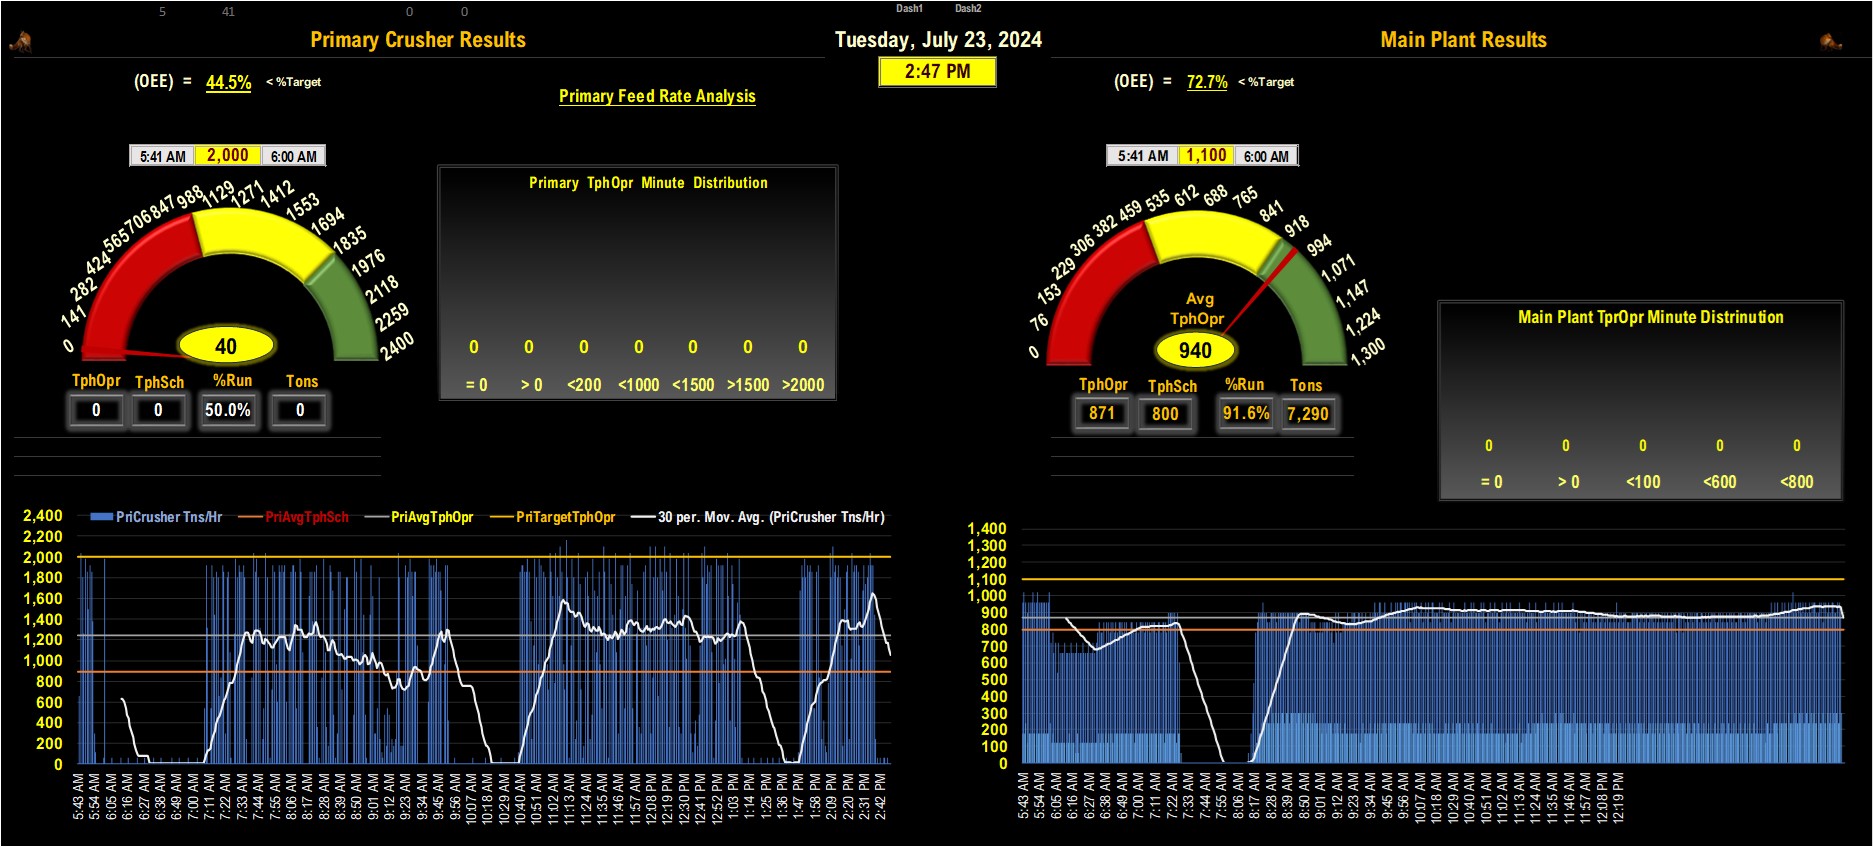 5 41 0 0 Dash1 Dash2
Primary Crusher Results
Tuesday, July 23, 2024
Main Plant Results
2:47 PM
(OEE) = 44.5% < %Target
(OEE) = 72.7% < %Target
Primary Feed Rate Analysis
5:41 AM 2,000 6:00 AM
0 141 282 424 565 706 847 988 1129 1271 1412 1553 1694 1835 1976 2118 2259 2400
40
TphOpr TphSch %Run Tons
0 0 50.0% 0
Primary TphOpr Minute Distribution
0 0 0 0 0 0 0
= 0 > 0 <200 <1000 <1500 >1500 >2000
5:41 AM 1,100 6:00 AM
0 76 153 229 306 382 459 535 612 688 765 841 918 994 1,071 1,147 1,224 1,300
Avg
TphOpr
940
TphOpr TphSch %Run Tons
871 800 91.6% 7,290
Main Plant TprOpr Minute Distrinution
0 0 0 0 0
= 0 > 0 <100 <600 <800
PriCrusher Tns/Hr PriAvgTphSch PriAvgTphOpr PriTargetTphOpr 30 per. Mov. Avg. (PriCrusher Tns/Hr)
2,400
2,200
2,000
1,800
1,600
1,400
1,200
1,000
800
600
400
200
0
5:43 AM 5:54 AM 6:05 AM 6:16 AM 6:27 AM 6:38 AM 6:49 AM 7:00 AM 7:11 AM 7:22 AM 7:33 AM 7:44 AM 7:55 AM 8:06 AM 8:17 AM 8:28 AM 8:39 AM 8:50 AM 9:01 AM 9:12 AM 9:23 AM 9:34 AM 9:45 AM 9:56 AM 10:07 AM 10:18 AM 10:29 AM 10:40 AM 10:51 AM 11:02 AM 11:13 AM 11:24 AM 11:35 AM 11:46 AM 11:57 AM 12:08 PM 12:19 PM 12:30 PM 12:41 PM 12:52 PM 1:03 PM 1:14 PM 1:25 PM 1:36 PM 1:47 PM 1:58 PM 2:09 PM 2:20 PM 2:31 PM 2:42 PM
1,400
1,300
1,200
1,100
1,000
900
800
700
600
500
400
300
200
100
0
5:43 AM 5:54 AM 6:05 AM 6:16 AM 6:27 AM 6:38 AM 6:49 AM 7:00 AM 7:11 AM 7:22 AM 7:33 AM 7:44 AM 7:55 AM 8:06 AM 8:17 AM 8:28 AM 8:39 AM 8:50 AM 9:01 AM 9:12 AM 9:23 AM 9:34 AM 9:45 AM 9:56 AM 10:07 AM 10:18 AM 10:29 AM 10:40 AM 10:51 AM 11:02 AM 11:13 AM 11:24 AM 11:35 AM 11:46 AM 11:57 AM 12:08 PM 12:19 PM